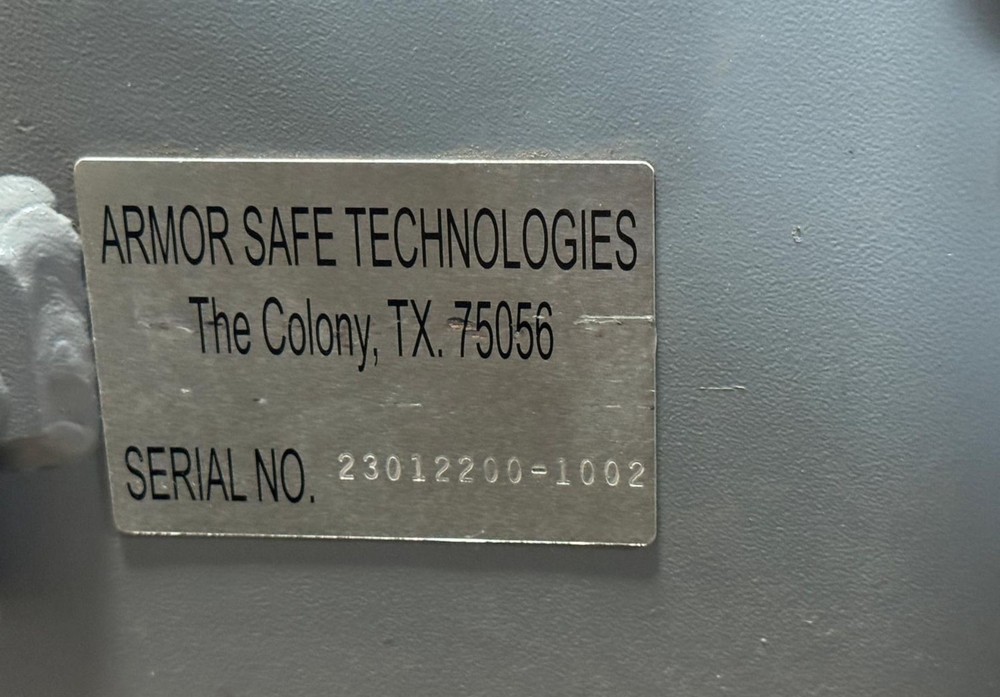 ARMOR SAFE TECHNOLOGIES
The Colony, TX. 75056
SERIAL NO. 23012200-1002